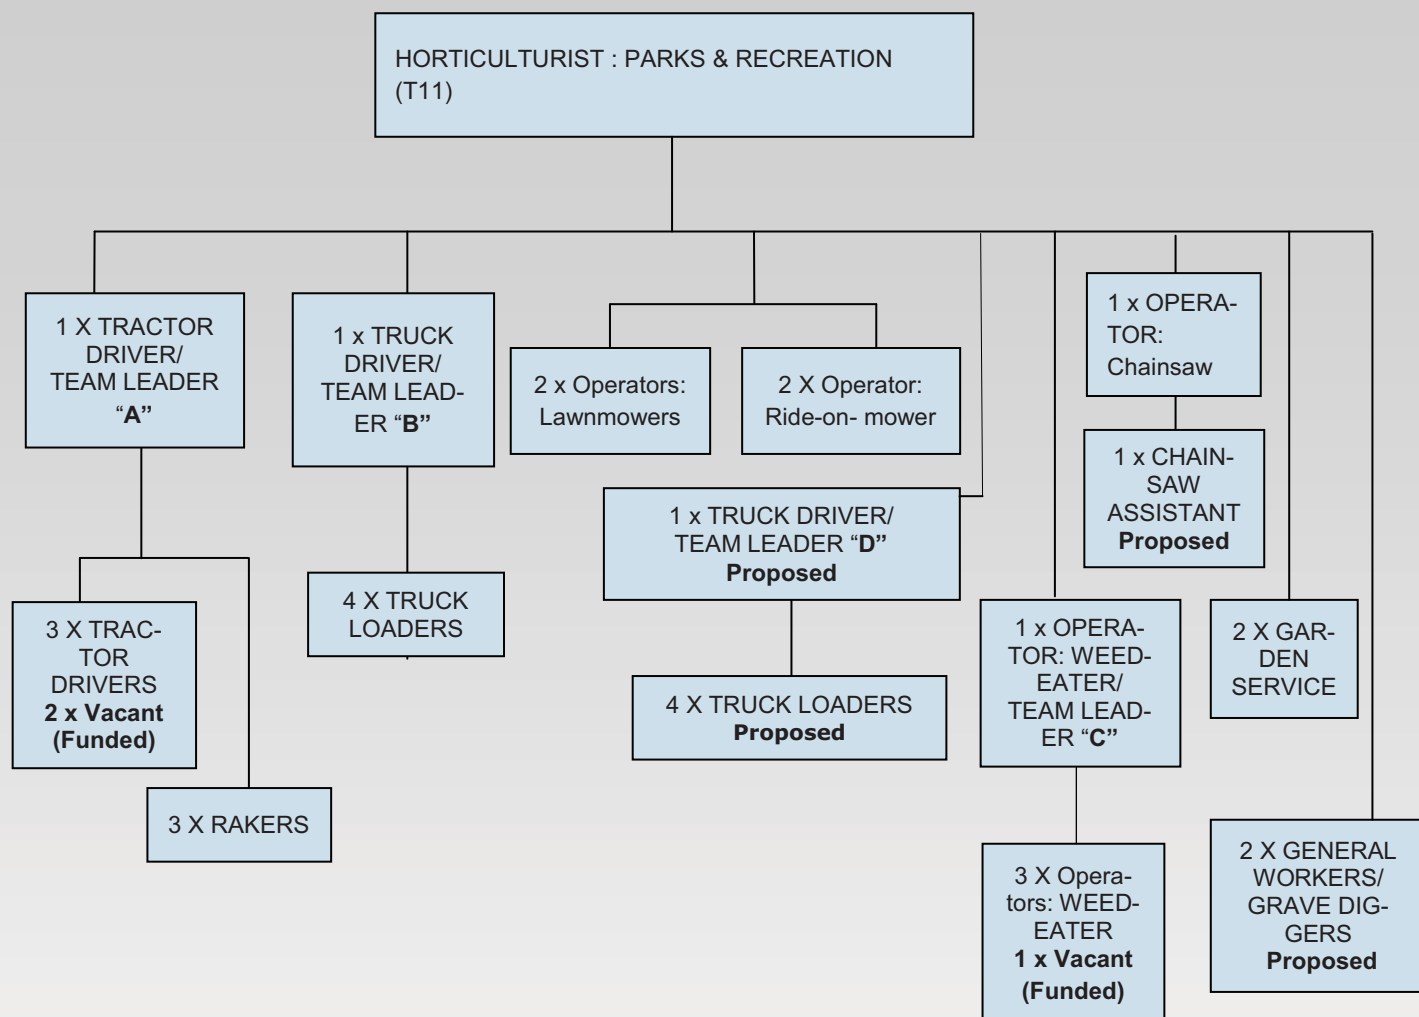 HORTICULTURIST : PARKS & RECREATION
(T11)
1 X TRACTOR
DRIVER/
TEAM LEADER
“A”
1 x TRUCK
DRIVER/
TEAM LEAD-
ER “B”
2 x Operators:
Lawnmowers
2 X Operator:
Ride-on- mower
1 x OPERA-
TOR:
Chainsaw
1 x CHAIN-
SAW
ASSISTANT
Proposed
1 x TRUCK DRIVER/
TEAM LEADER “D”
Proposed
3 X TRAC-
TOR
DRIVERS
2 x Vacant
(Funded)
4 X TRUCK
LOADERS
1 x OPERA-
TOR: WEED-
EATER/
TEAM LEAD-
ER “C”
2 X GAR-
DEN
SERVICE
4 X TRUCK LOADERS
Proposed
3 X RAKERS
3 X Opera-
tors: WEED-
EATER
1 x Vacant
(Funded)
2 X GENERAL
WORKERS/
GRAVE DIG-
GERS
Proposed